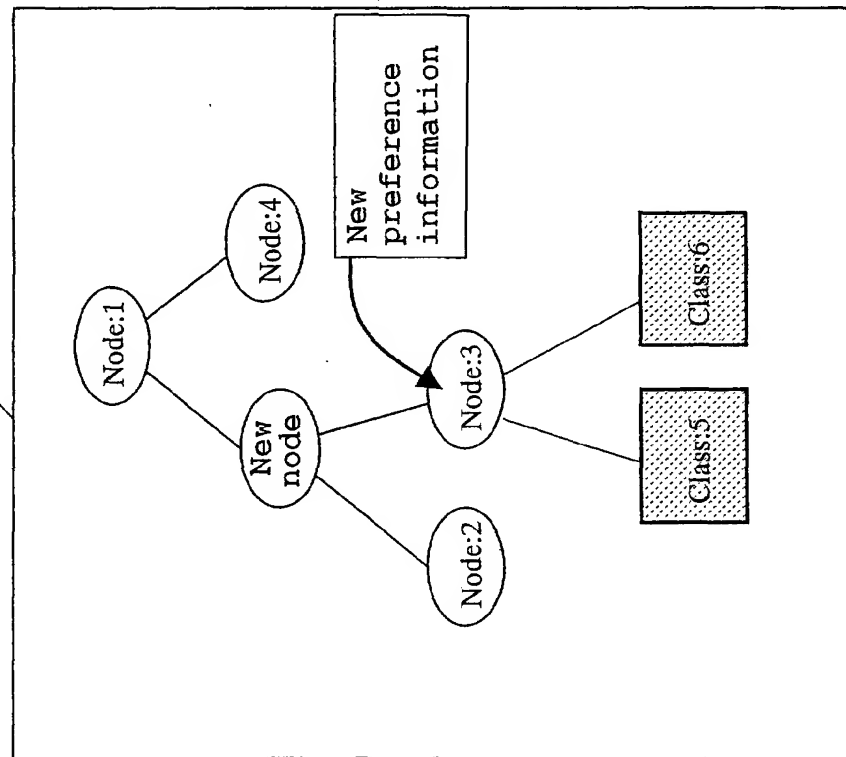 Node:1
Node:4
New
node
New
preference
information
Node:2
Node:3
Class:5
Class:6